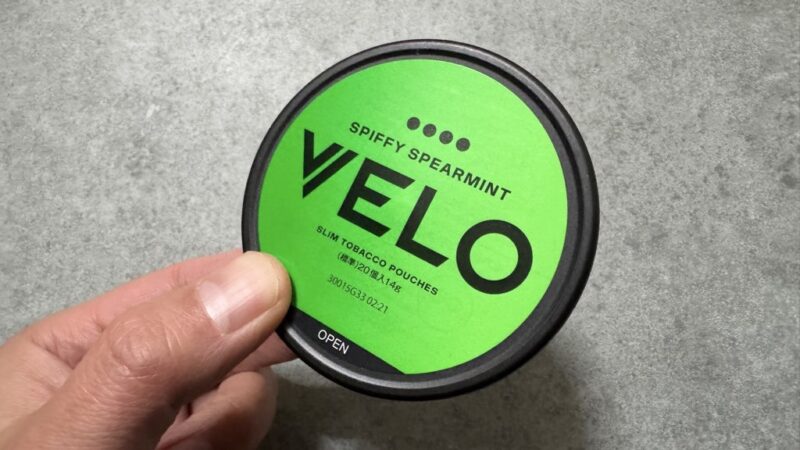 SPIFFY SPEARMINT
VELO
SLIM TOBACCO POUCHES
(標準)20個入14g
30015G33 02:21
OPEN